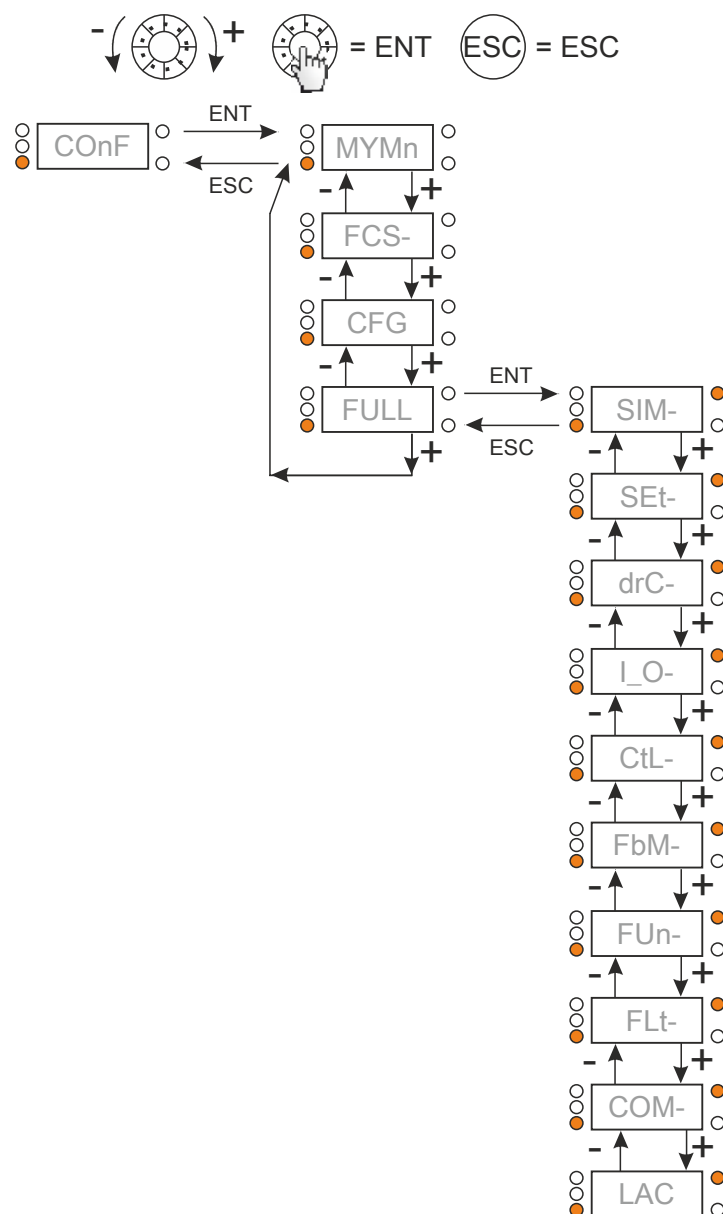 - + = ENT ESC = ESC
COnF ENT ESC MYMn
- +
FCS-
- +
CFG
- +
FULL ENT ESC SIM-
+
- +
SEt-
- +
drC-
- +
I_O-
- +
CtL-
- +
FbM-
- +
FUn-
- +
FLt-
- +
COM-
- +
LAC